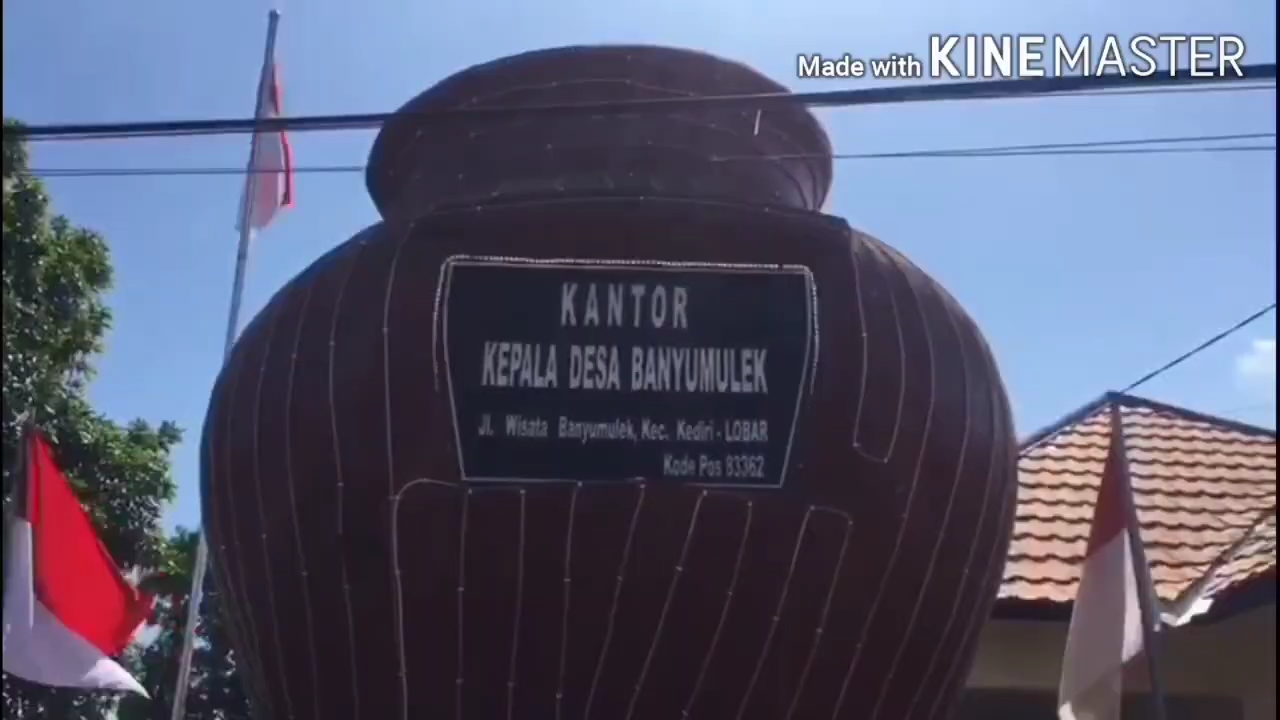 Made with KINEMASTER
KANTOR
KEPALA DESA BANYUMULEK
Jl. Wisata Banyumulek, Kec. Kediri - LOBAR
Kode Pos 83362